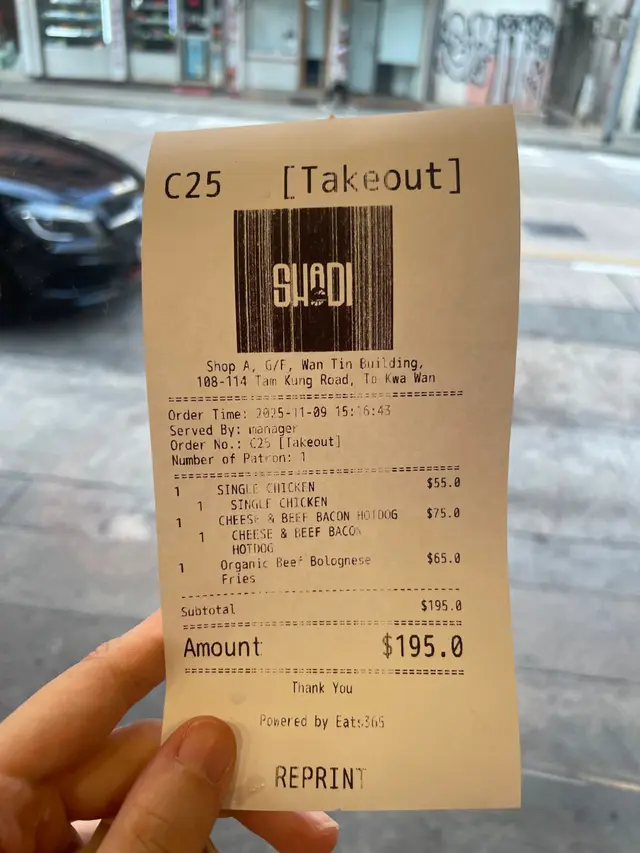 C25 [Takeout]
SHADI
Shop A, G/F, Wan Tin Building,
108-114 Tam Kung Road, To Kwa Wan
Order Time: 2025-11-09 15:16:43
Served By: manager
Order No.: C25 [Takeout]
Number of Patron: 1
1 SINGLE CHICKEN $55.0
1 SINGLE CHICKEN
1 CHEESE & BEEF BACON HOTDOG $75.0
1 CHEESE & BEEF BACON
HOTDOG
1 Organic Beef Bolognese $65.0
Fries
Subtotal $195.0
Amount $195.0
Thank You
Powered by Eats365
REPRINT